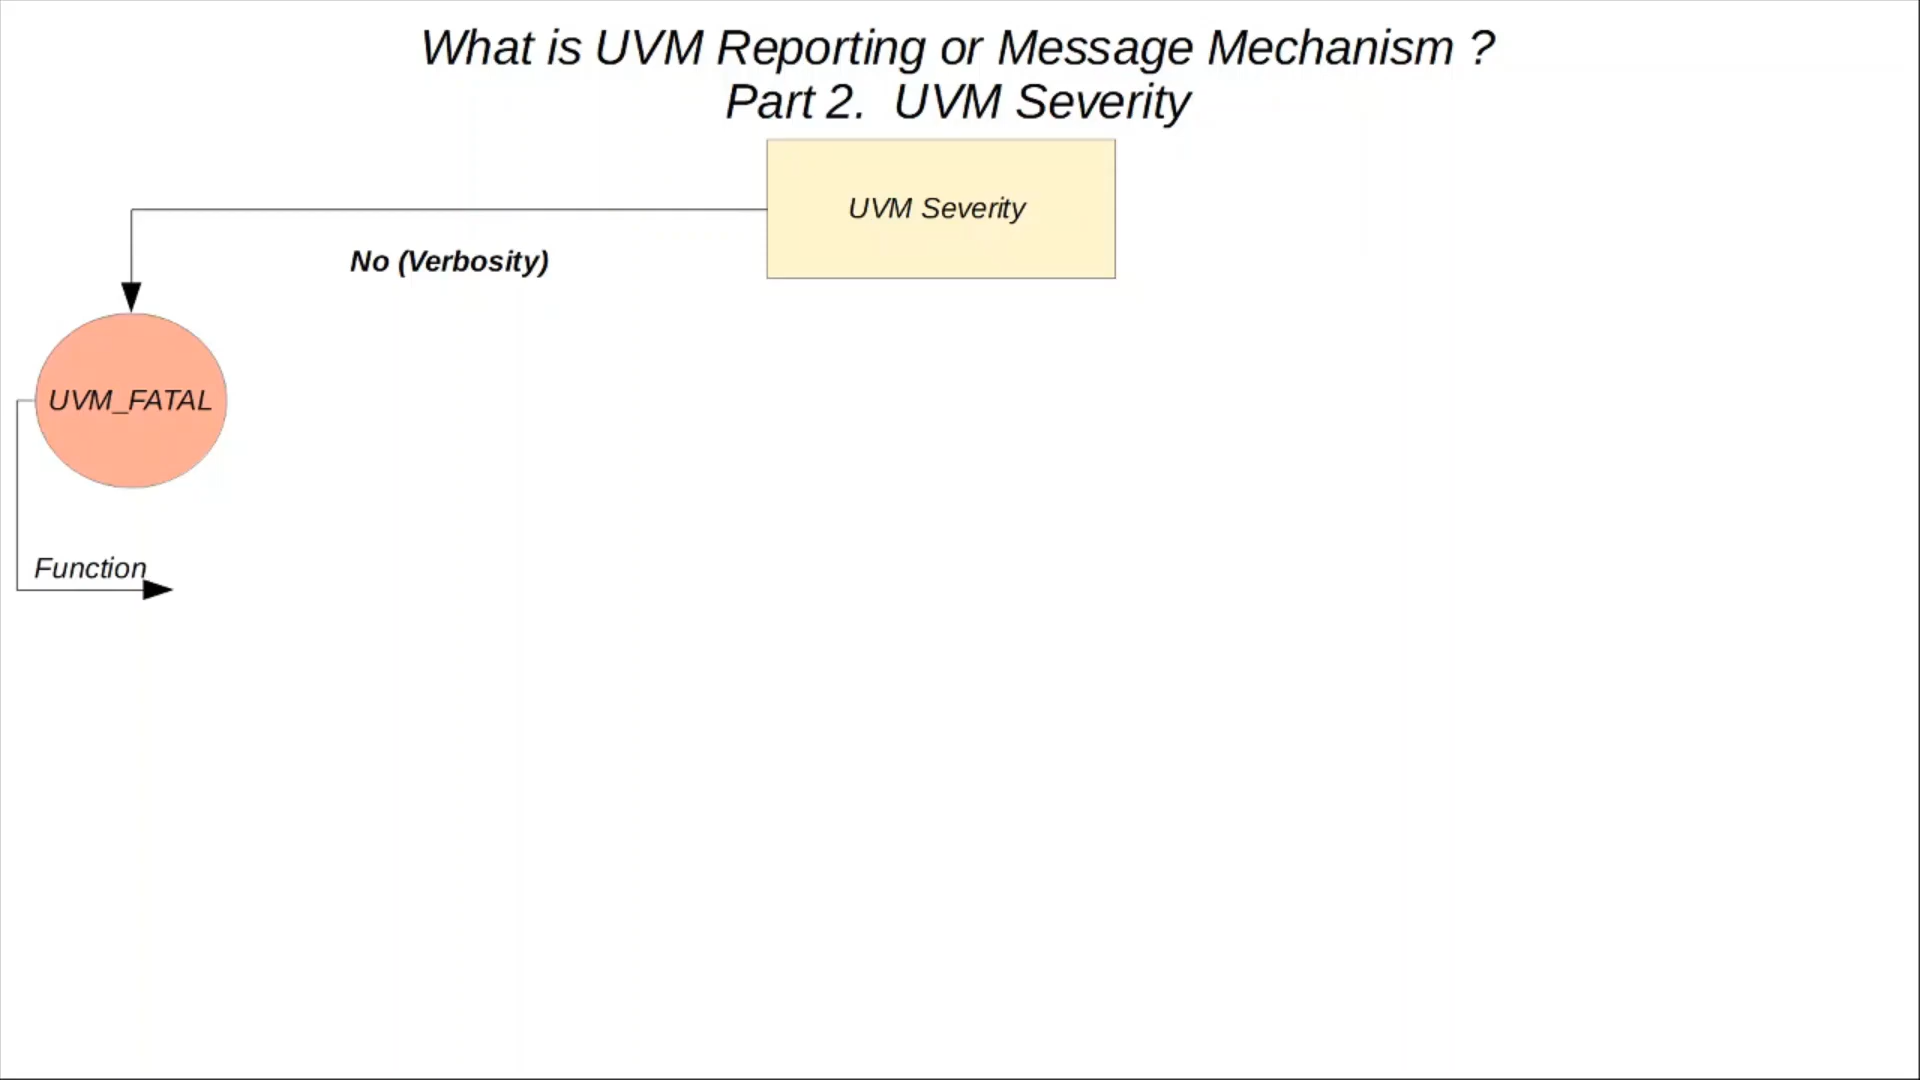 What is UVM Reporting or Message Mechanism ?
Part 2. UVM Severity
UVM Severity
No (Verbosity)
UVM_FATAL
Function